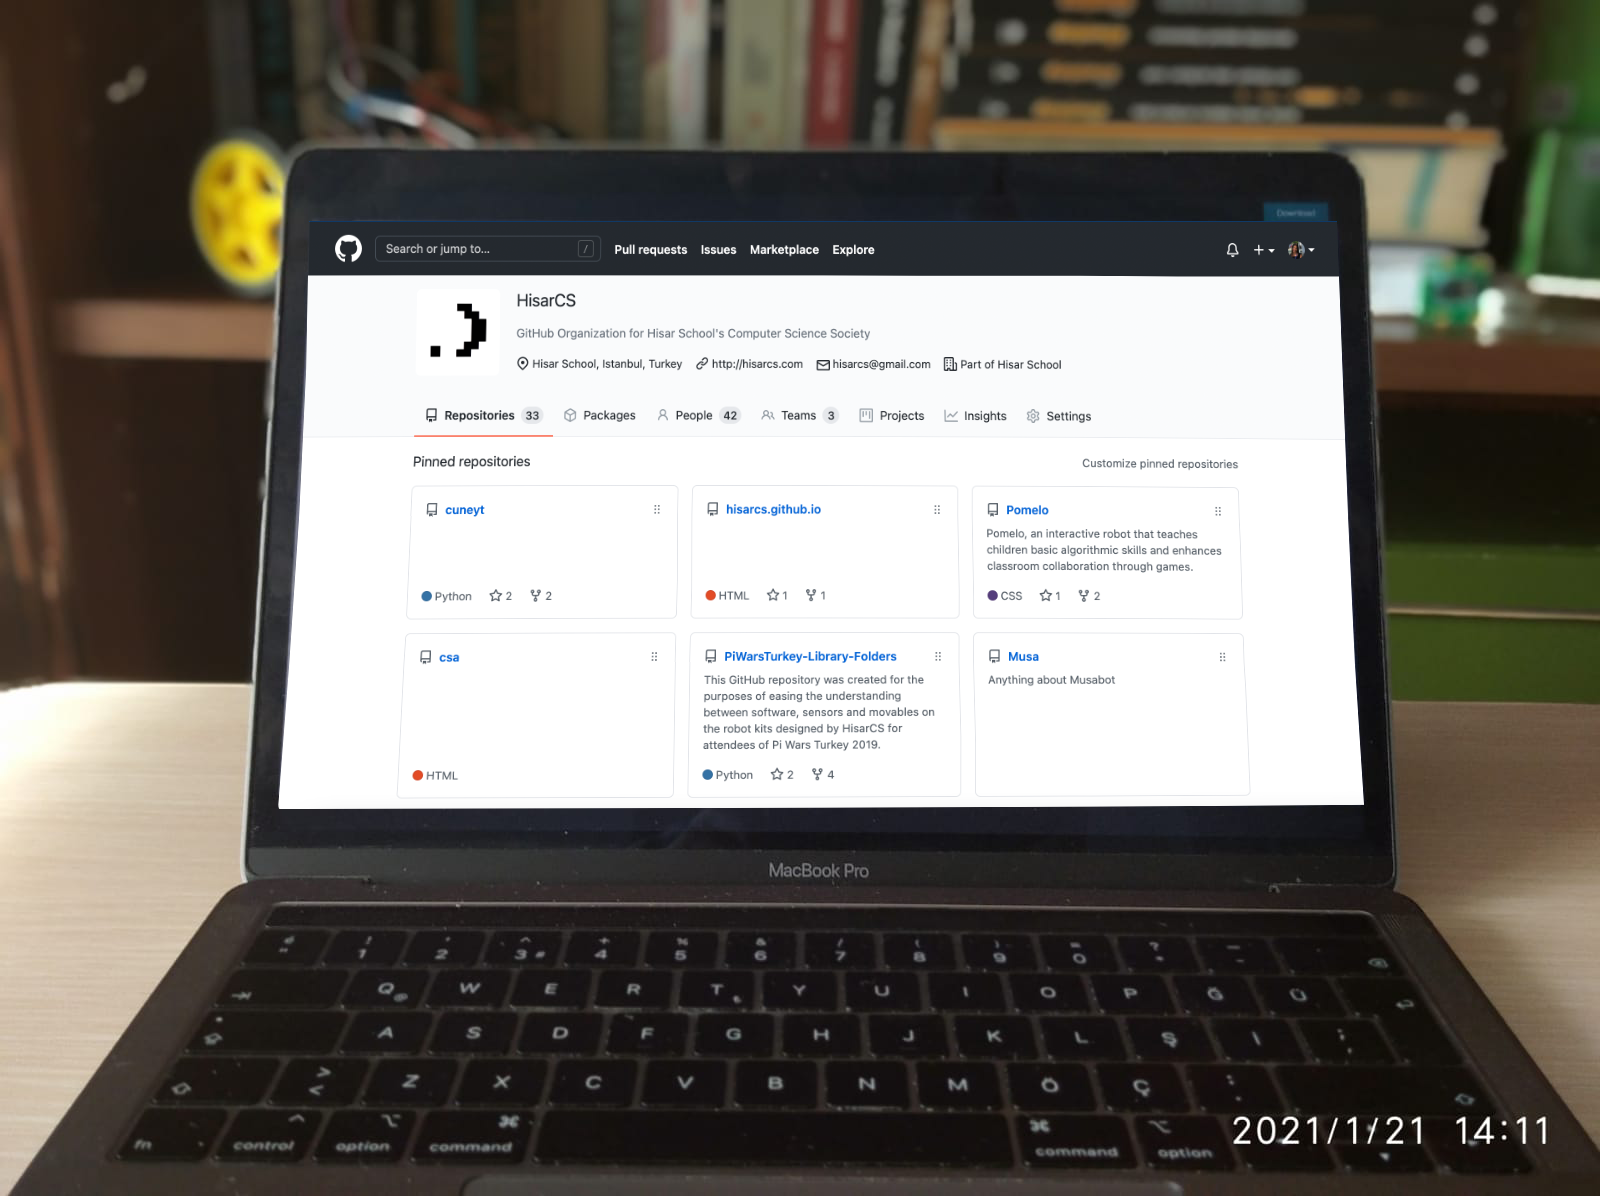 Download
Search or jump to... / Pull requests Issues Marketplace Explore
HisarCS
GitHub Organization for Hisar School's Computer Science Society
Hisar School, Istanbul, Turkey http://hisarcs.com hisarcs@gmail.com Part of Hisar School
Repositories 33 Packages People 42 Teams 3 Projects Insights Settings
Pinned repositories Customize pinned repositories
cuneyt
Python 2 2
hisarcs.github.io
HTML 1 1
Pomelo
Pomelo, an interactive robot that teaches
children basic algorithmic skills and enhances
classroom collaboration through games.
CSS 1 2
csa
HTML
PiWarsTurkey-Library-Folders
This GitHub repository was created for the
purposes of easing the understanding
between software, sensors and movables on
the robot kits designed by HisarCS for
attendees of Pi Wars Turkey 2019.
Python 2 4
Musa
Anything about Musabot
MacBook Pro
1 2 3 # 4 5 6 7 8 9 0
Q @ W E R T Y U I O P Ğ Ü
A S D F G H J K L Ş İ
Z X C V B N M Ö Ç
fn control option command command option
2021/1/21 14:11